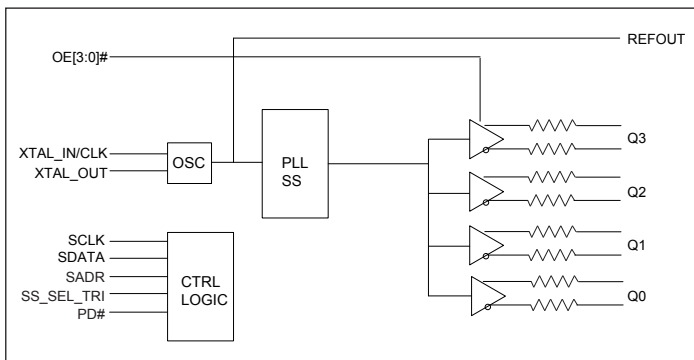 REFOUT
OE[3:0]#
Q3
XTAL_IN/CLK
OSC
PLL
SS
XTAL_OUT
Q2
SCLK
SDATA
SADR
SS_SEL_TRI
PD#
CTRL
LOGIC
Q1
Q0